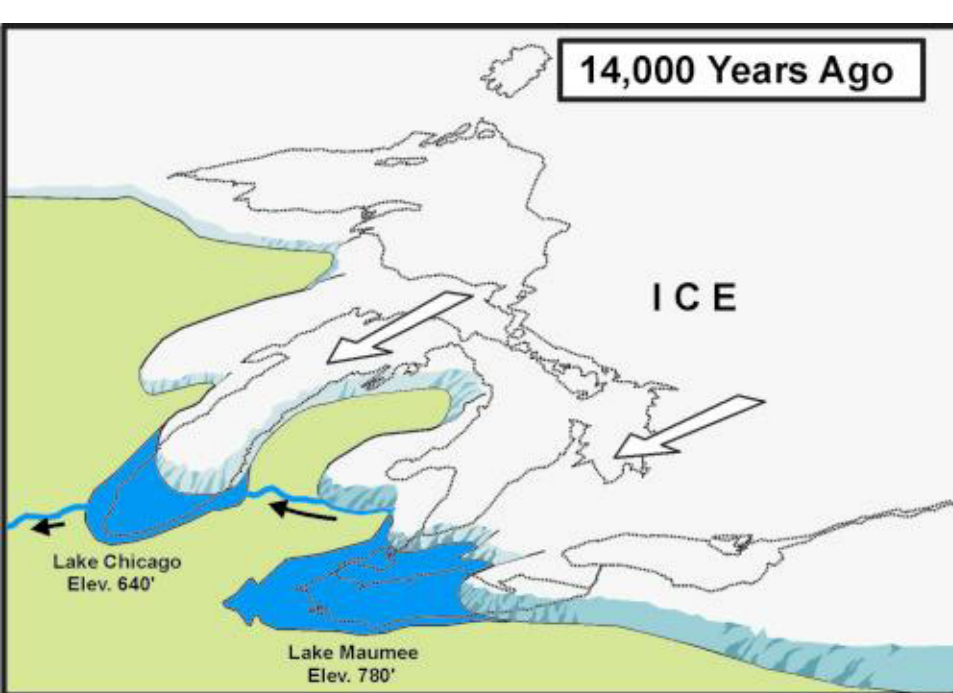 14,000 Years Ago
ICE
Lake Chicago
Elev. 640'
Lake Maumee
Elev. 780'